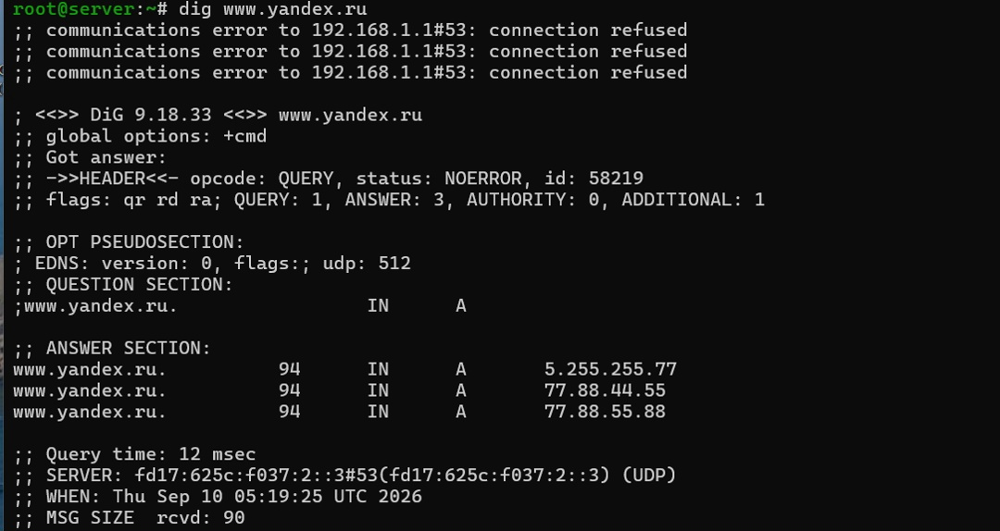 root@server:~# dig www.yandex.ru
;; communications error to 192.168.1.1#53: connection refused
;; communications error to 192.168.1.1#53: connection refused
;; communications error to 192.168.1.1#53: connection refused

; <<>> DiG 9.18.33 <<>> www.yandex.ru
;; global options: +cmd
;; Got answer:
;; ->>HEADER<<- opcode: QUERY, status: NOERROR, id: 58219
;; flags: qr rd ra; QUERY: 1, ANSWER: 3, AUTHORITY: 0, ADDITIONAL: 1

;; OPT PSEUDOSECTION:
; EDNS: version: 0, flags:; udp: 512
;; QUESTION SECTION:
;www.yandex.ru. IN A

;; ANSWER SECTION:
www.yandex.ru. 94 IN A 5.255.255.77
www.yandex.ru. 94 IN A 77.88.44.55
www.yandex.ru. 94 IN A 77.88.55.88

;; Query time: 12 msec
;; SERVER: fd17:625c:f037:2::3#53(fd17:625c:f037:2::3) (UDP)
;; WHEN: Thu Sep 10 05:19:25 UTC 2026
;; MSG SIZE  rcvd: 90